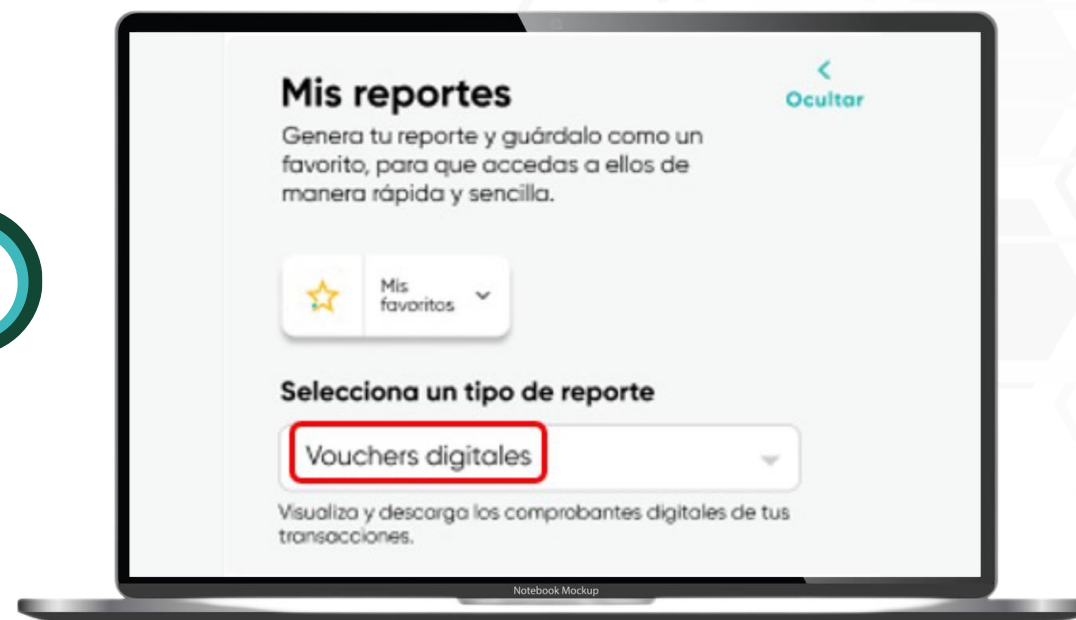 Mis reportes
Ocultar
Genera tu reporte y guárdalo como un
favorito, para que accedas a ellos de
manera rápida y sencilla.
Mis
favoritos
Selecciona un tipo de reporte
Vouchers digitales
Visualiza y descarga los comprobantes digitales de tus
transacciones.
Notebook Mockup